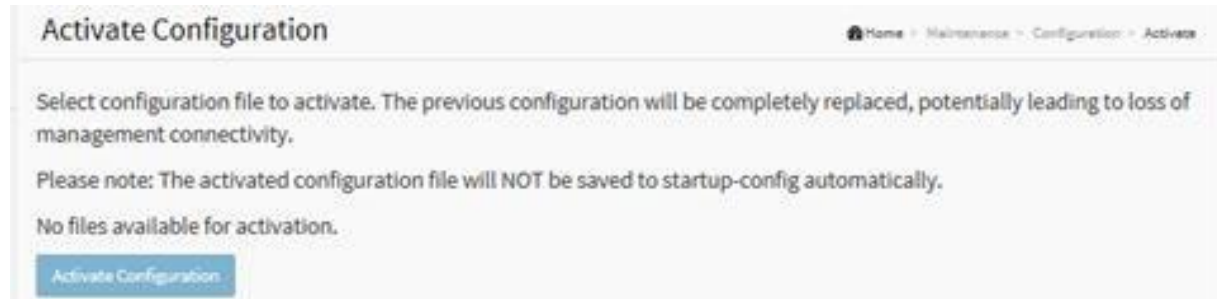 Activate Configuration
Home > Maintenance > Configuration > Activate
Select configuration file to activate. The previous configuration will be completely replaced, potentially leading to loss of
management connectivity.
Please note: The activated configuration file will NOT be saved to startup-config automatically.
No files available for activation.
Activate Configuration